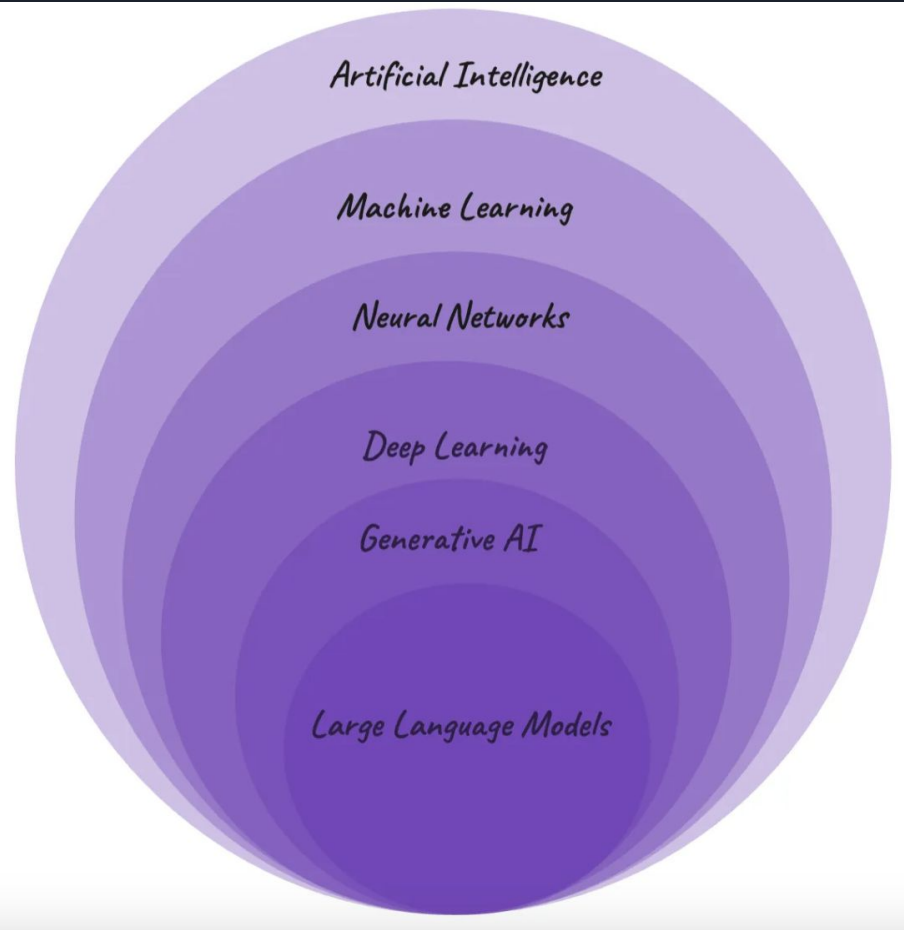 Artificial Intelligence
Machine Learning
Neural Networks
Deep Learning
Generative AI
Large Language Models